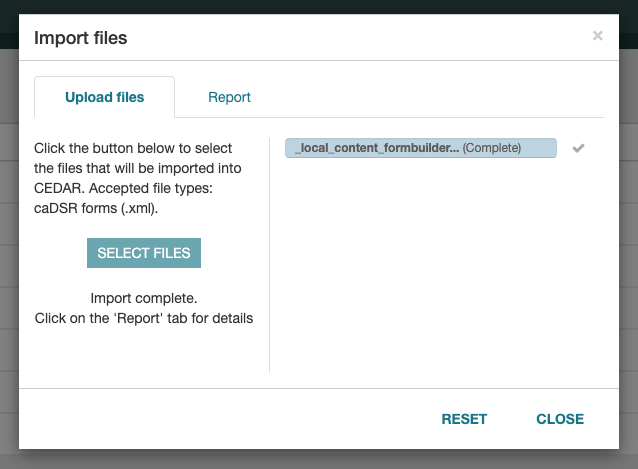 Import files
×
Upload files
Report
Click the button below to select
the files that will be imported into
CEDAR. Accepted file types:
caDSR forms (.xml).
SELECT FILES
Import complete.
Click on the 'Report' tab for details
_local_content_formbuilder... (Complete)
RESET
CLOSE